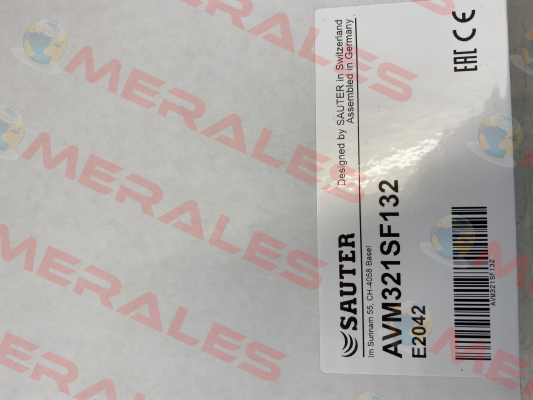 SAUTER
Im Surinam 55, CH-4058 Basel
Designed by SAUTER in Switzerland
Assembled in Germany
AVM321SF132
E2042
EAC CE
AVM321SF132
MERALES
MERALES
MERALES
MERALES
MERALES